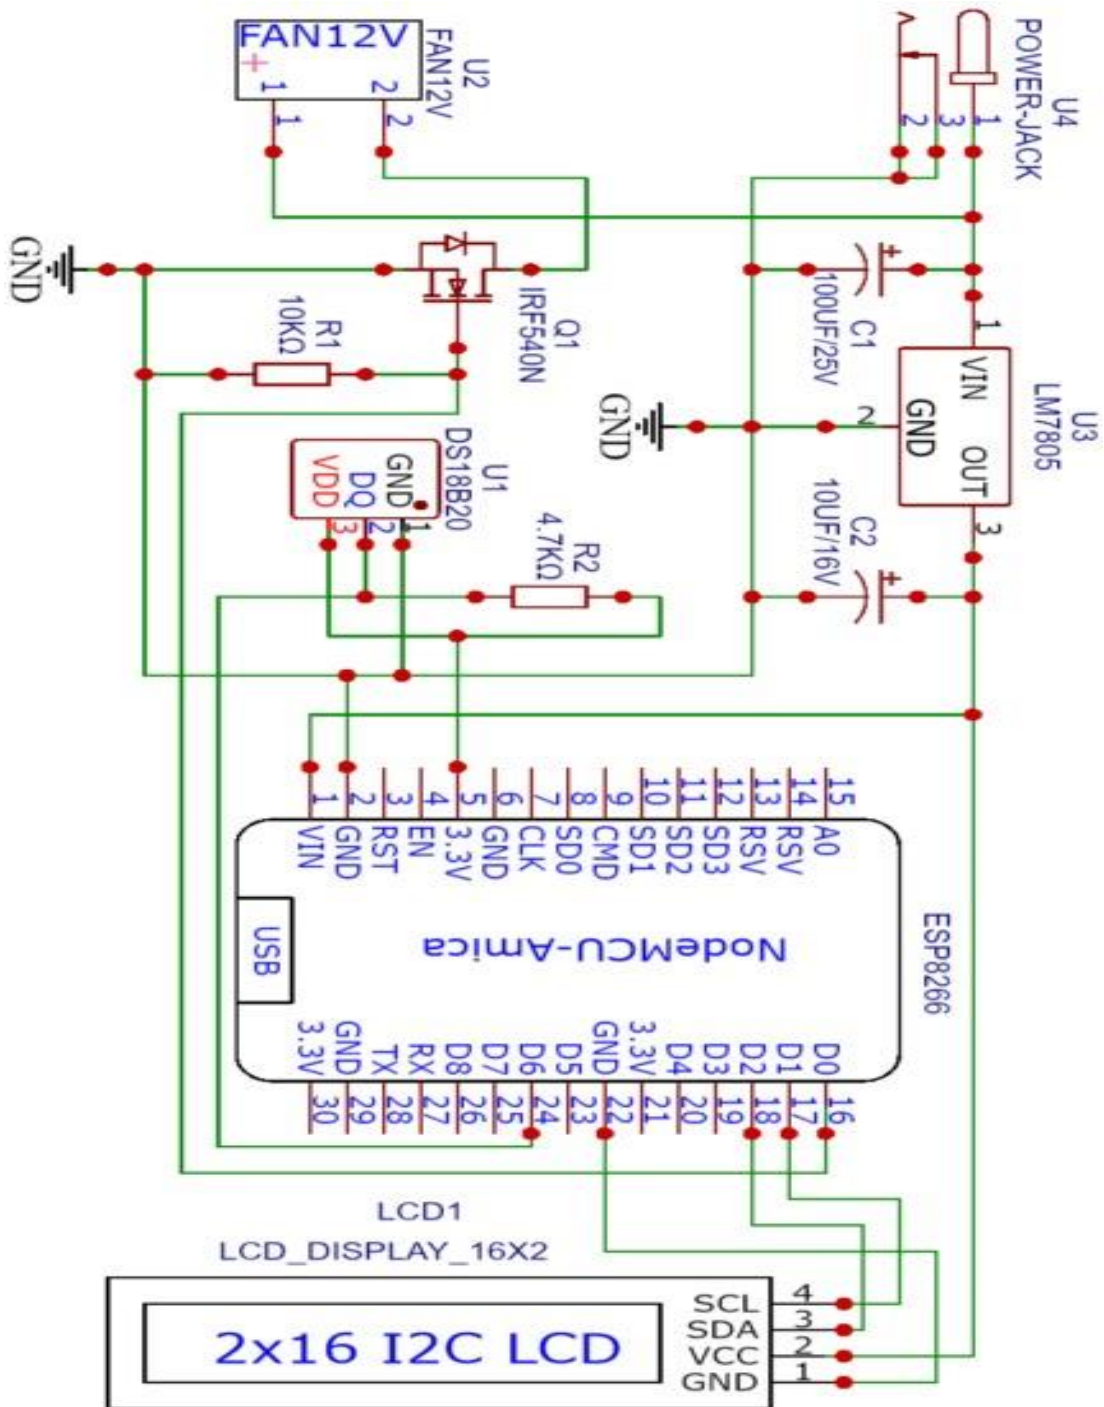 FAN12V
+
1
2
1
2
U2
FAN12V
U4
POWER-JACK
2
3
1
GND
Q1
IRF540N
R1
10KΩ
C1
100UF/25V
1
VIN
GND
OUT
2
3
U3
LM7805
GND
U1
DS18B20
GND
DQ
VDD
1
2
3
R2
4.7KΩ
C2
10UF/16V
1
2
3
4
5
6
7
8
9
10
11
12
13
14
15
VIN
GND
RST
EN
3.3V
GND
CLK
SD0
CMD
SD1
SD2
SD3
RSV
RSV
A0
NodeMCU-Amica
USB
ESP8266
3.3V
GND
TX
RX
D8
D7
D6
D5
GND
3.3V
D4
D3
D2
D1
D0
30
29
28
27
26
25
24
23
22
21
20
19
18
17
16
LCD1
LCD_DISPLAY_16X2
2x16 I2C LCD
SCL 4
SDA 3
VCC 2
GND 1